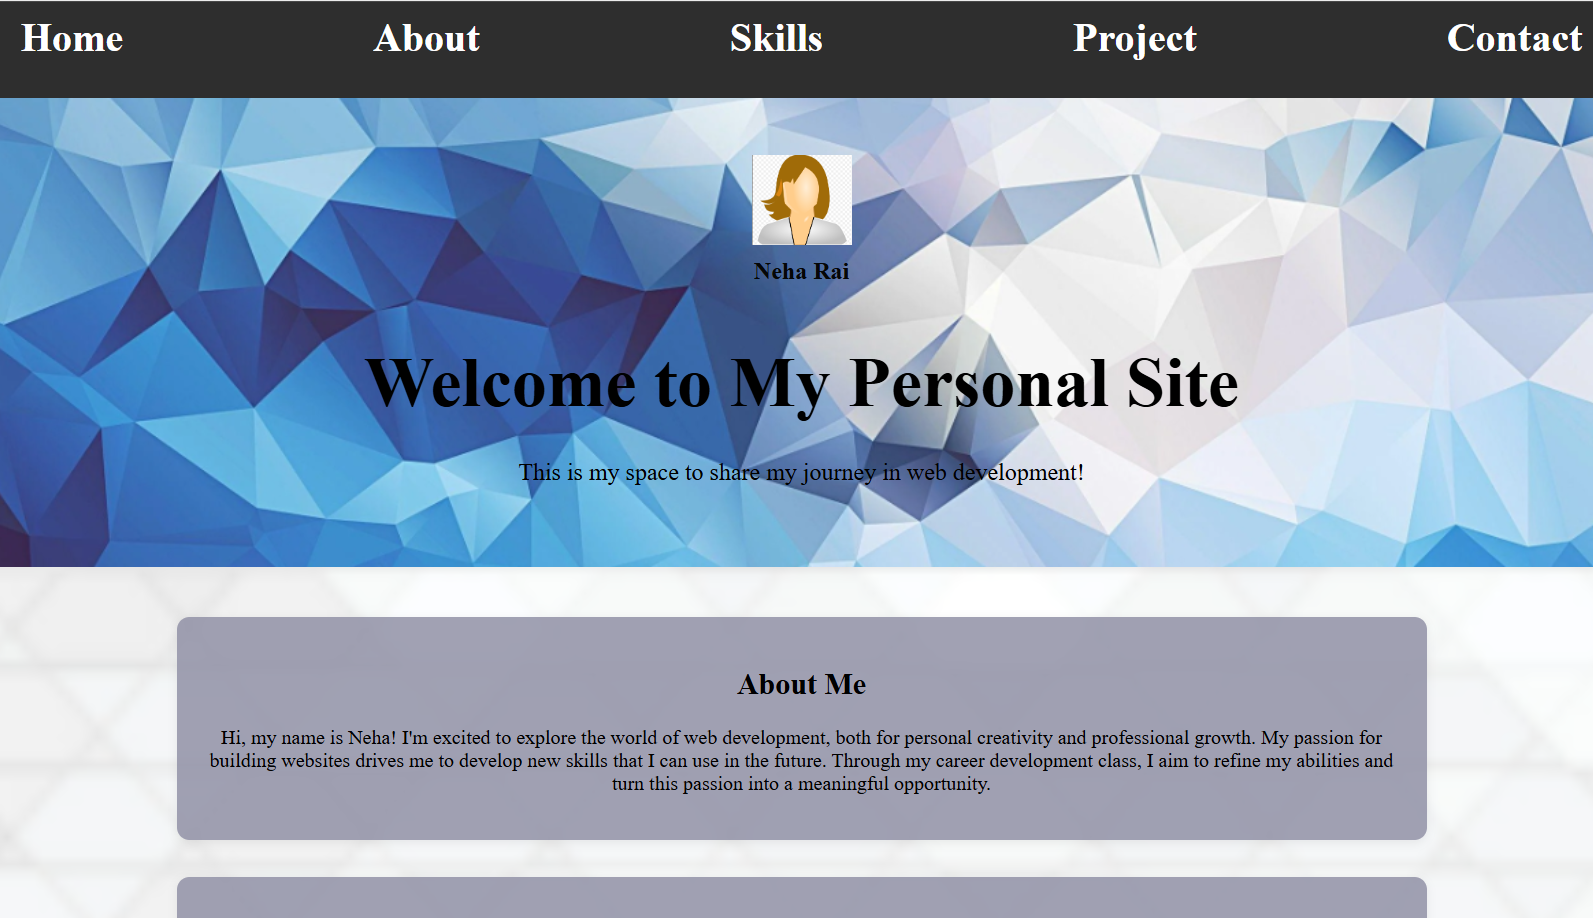 Home About Skills Project Contact
Neha Rai
Welcome to My Personal Site
This is my space to share my journey in web development!
About Me
Hi, my name is Neha! I'm excited to explore the world of web development, both for personal creativity and professional growth. My passion for
building websites drives me to develop new skills that I can use in the future. Through my career development class, I aim to refine my abilities and
turn this passion into a meaningful opportunity.